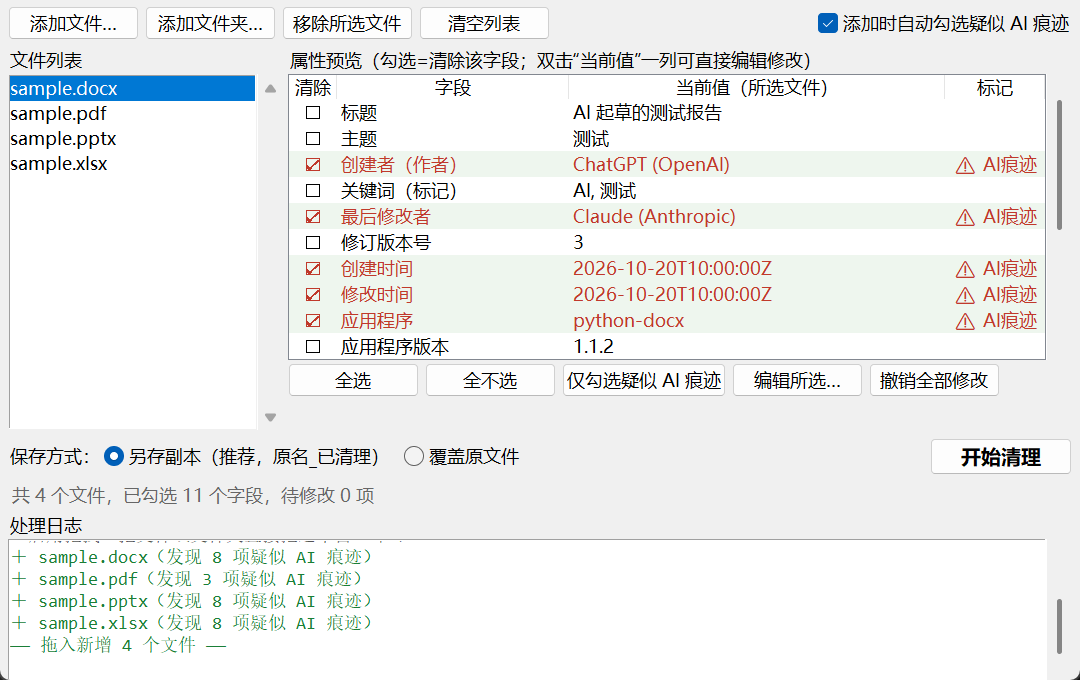 添加文件... 添加文件夹... 移除所选文件 清空列表 添加时自动勾选疑似 AI 痕迹
文件列表
sample.docx
sample.pdf
sample.pptx
sample.xlsx
属性预览（勾选=清除该字段；双击“当前值”一列可直接编辑修改）
清除 字段 当前值（所选文件） 标记
标题 AI 起草的测试报告
主题 测试
创建者（作者） ChatGPT (OpenAI) ⚠ AI痕迹
关键词（标记） AI, 测试
最后修改者 Claude (Anthropic) ⚠ AI痕迹
修订版本号 3
创建时间 2026-10-20T10:00:00Z ⚠ AI痕迹
修改时间 2026-10-20T10:00:00Z ⚠ AI痕迹
应用程序 python-docx ⚠ AI痕迹
应用程序版本 1.1.2
全选 全不选 仅勾选疑似 AI 痕迹 编辑所选... 撤销全部修改
保存方式： 另存副本（推荐，原名_已清理） 覆盖原文件 开始清理
共 4 个文件，已勾选 11 个字段，待修改 0 项
处理日志
＋ sample.docx（发现 8 项疑似 AI 痕迹）
＋ sample.pdf（发现 3 项疑似 AI 痕迹）
＋ sample.pptx（发现 8 项疑似 AI 痕迹）
＋ sample.xlsx（发现 8 项疑似 AI 痕迹）
—— 拖入新增 4 个文件 ——